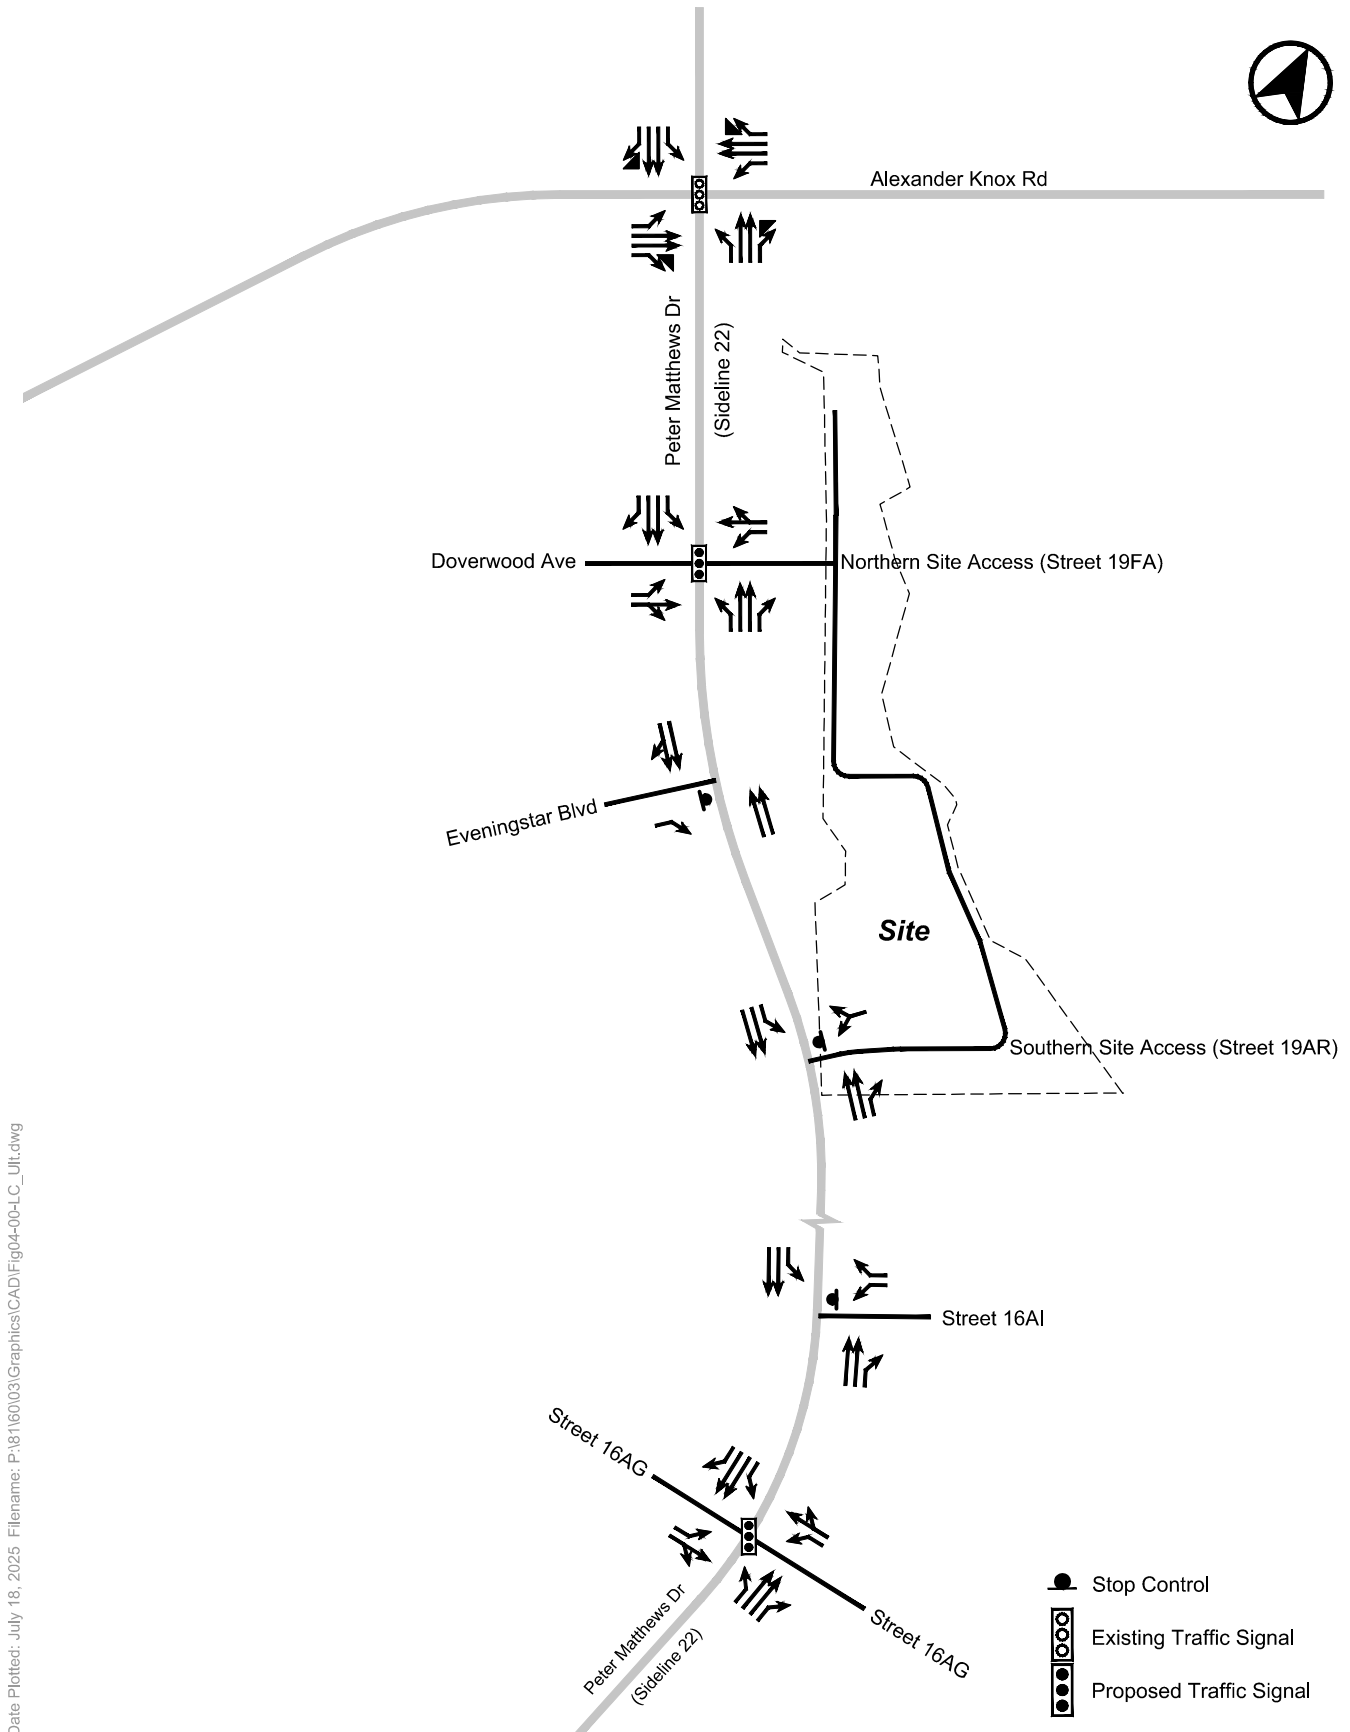 Alexander Knox Rd
Peter Matthews Dr
(Sideline 22)
Doverwood Ave
Northern Site Access (Street 19FA)
Eveningstar Blvd
Site
Southern Site Access (Street 19AR)
Street 16AI
Street 16AG
Street 16AG
Peter Matthews Dr
(Sideline 22)
Stop Control
Existing Traffic Signal
Proposed Traffic Signal
Date Plotted: July 18, 2025 Filename: P:\81\60\03\Graphics\CAD\Fig04-00-LC_Ult.dwg